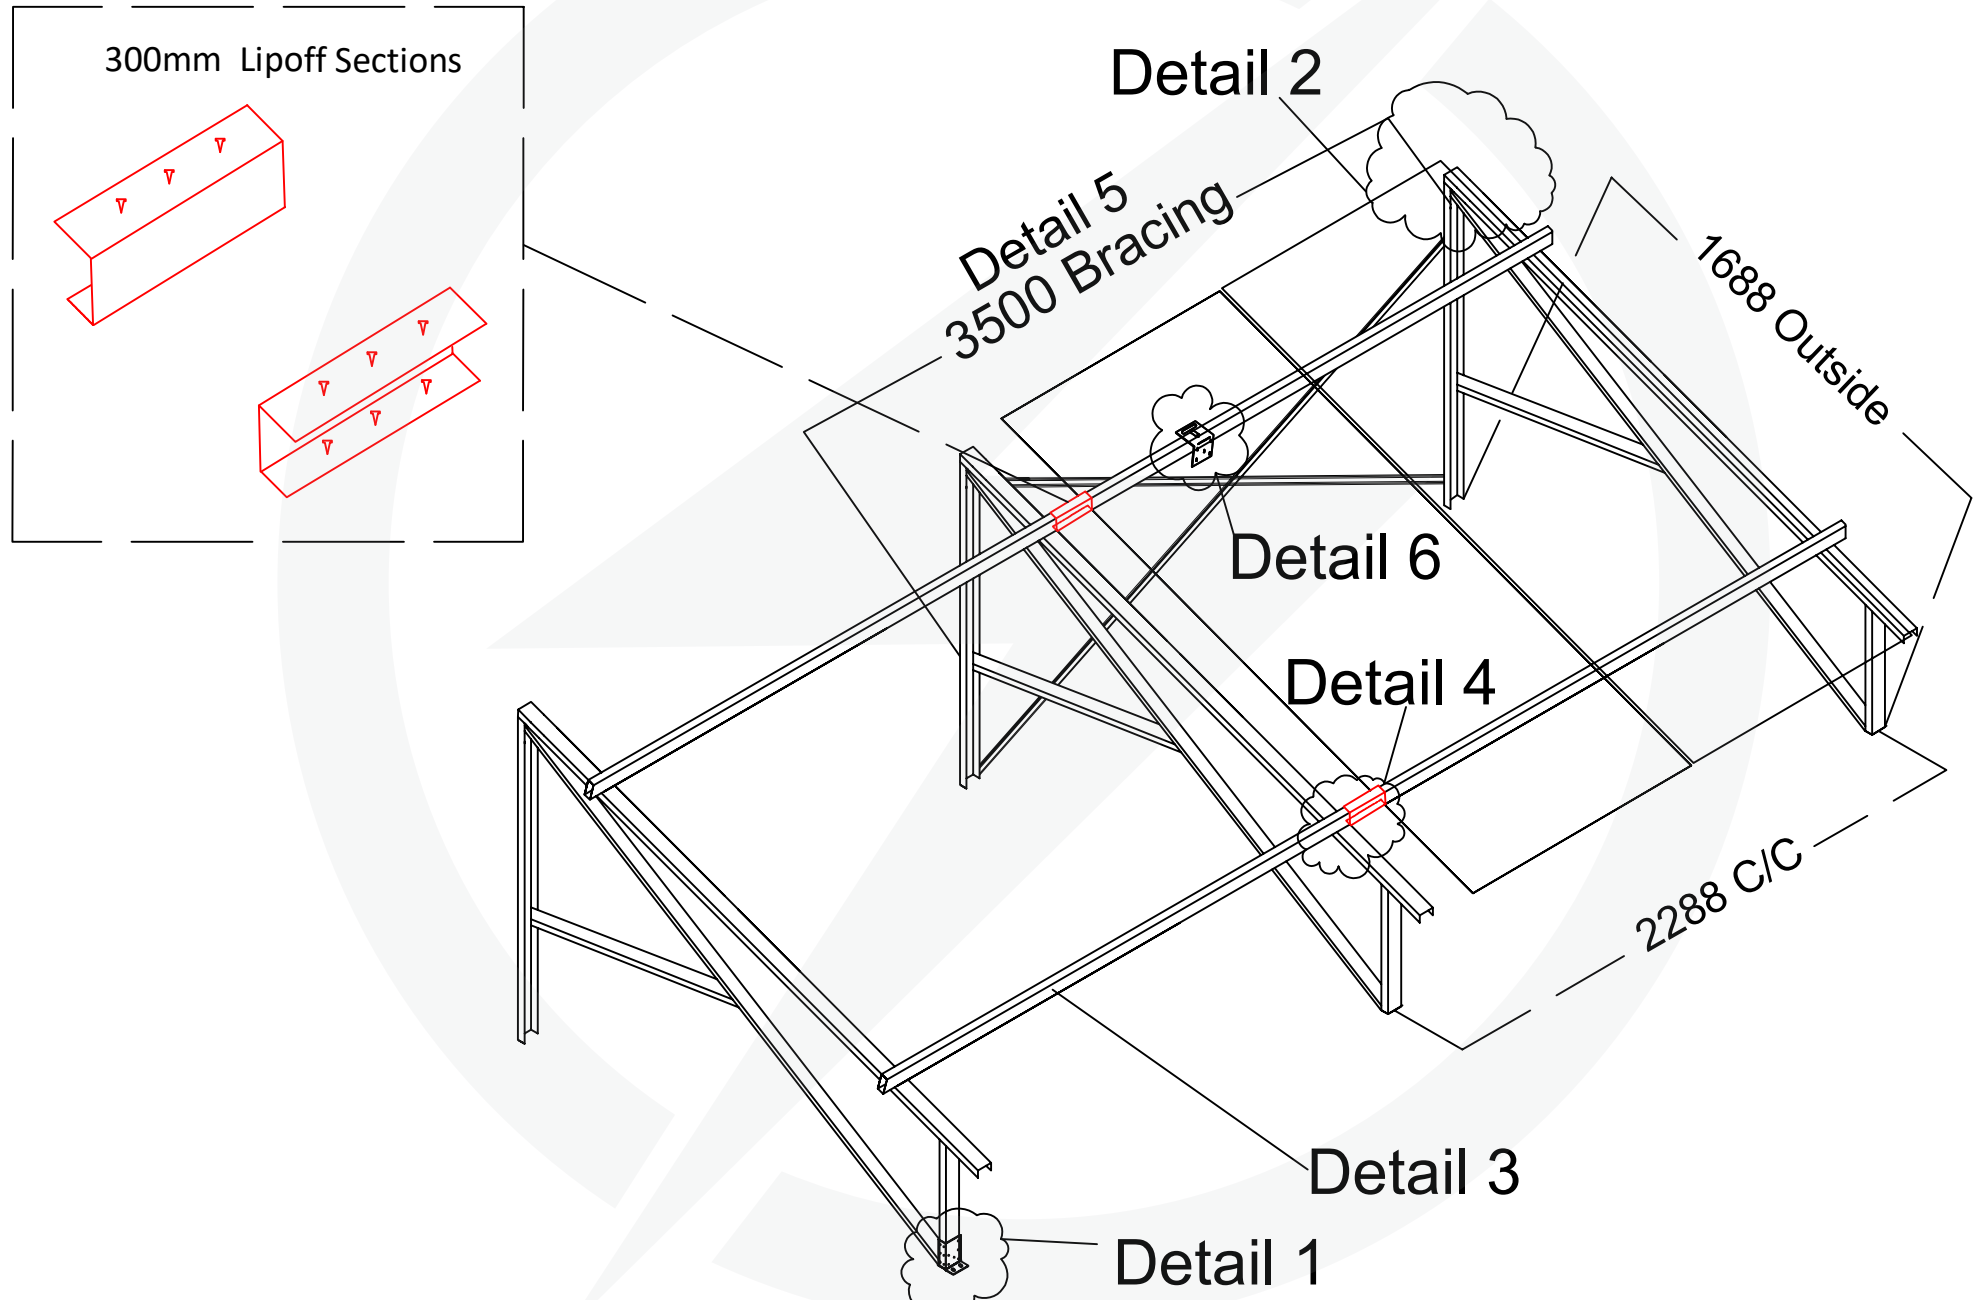 300mm Lipoff Sections
Detail 2
Detail 5
3500 Bracing
1688 Outside
Detail 6
Detail 4
2288 C/C
Detail 3
Detail 1